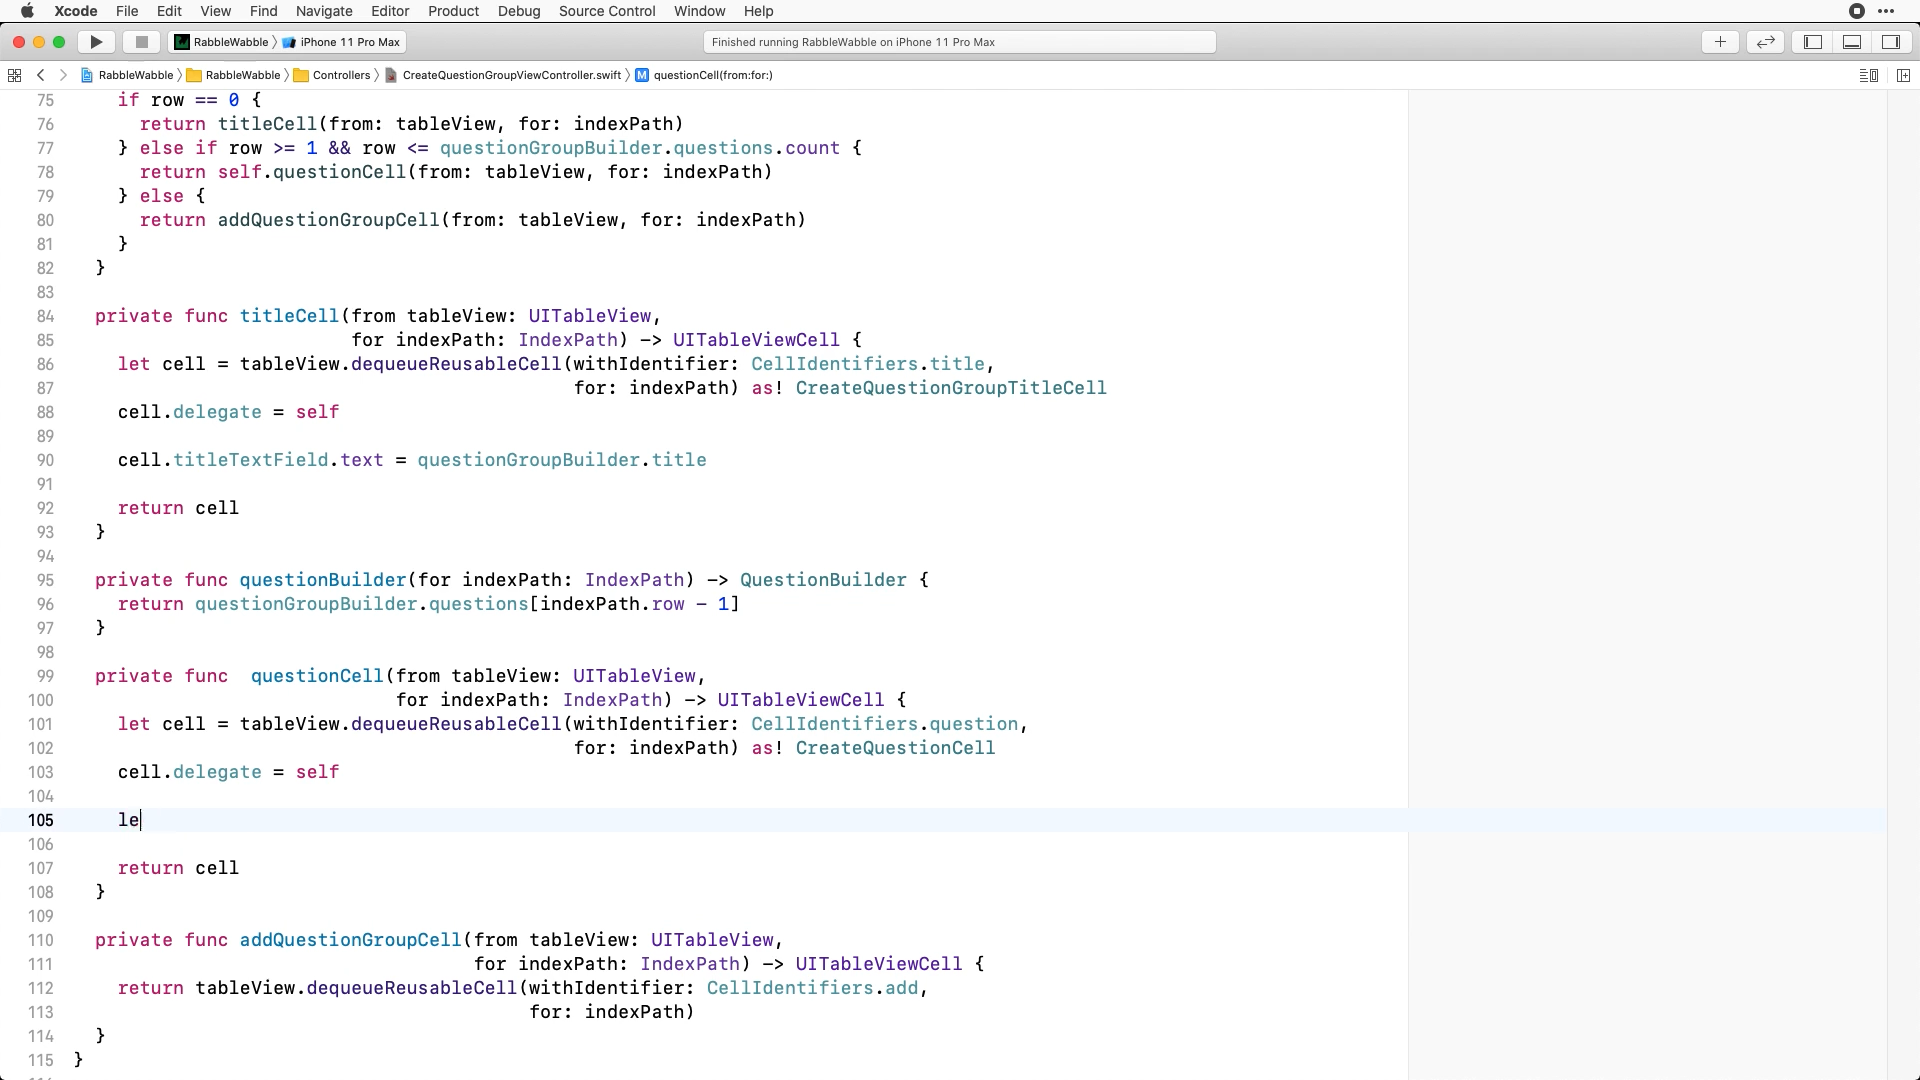 Xcode File Edit View Find Navigate Editor Product Debug Source Control Window Help
RabbleWabble iPhone 11 Pro Max Finished running RabbleWabble on iPhone 11 Pro Max
RabbleWabble RabbleWabble Controllers CreateQuestionGroupViewController.swift M questionCell(from:for:)
75 if row == 0 {
76 return titleCell(from: tableView, for: indexPath)
77 } else if row >= 1 && row <= questionGroupBuilder.questions.count {
78 return self.questionCell(from: tableView, for: indexPath)
79 } else {
80 return addQuestionGroupCell(from: tableView, for: indexPath)
81 }
82 }
83
84 private func titleCell(from tableView: UITableView,
85 for indexPath: IndexPath) -> UITableViewCell {
86 let cell = tableView.dequeueReusableCell(withIdentifier: CellIdentifiers.title,
87 for: indexPath) as! CreateQuestionGroupTitleCell
88 cell.delegate = self
89
90 cell.titleTextField.text = questionGroupBuilder.title
91
92 return cell
93 }
94
95 private func questionBuilder(for indexPath: IndexPath) -> QuestionBuilder {
96 return questionGroupBuilder.questions[indexPath.row - 1]
97 }
98
99 private func  questionCell(from tableView: UITableView,
100 for indexPath: IndexPath) -> UITableViewCell {
101 let cell = tableView.dequeueReusableCell(withIdentifier: CellIdentifiers.question,
102 for: indexPath) as! CreateQuestionCell
103 cell.delegate = self
104
105 le
106
107 return cell
108 }
109
110 private func addQuestionGroupCell(from tableView: UITableView,
111 for indexPath: IndexPath) -> UITableViewCell {
112 return tableView.dequeueReusableCell(withIdentifier: CellIdentifiers.add,
113 for: indexPath)
114 }
115 }